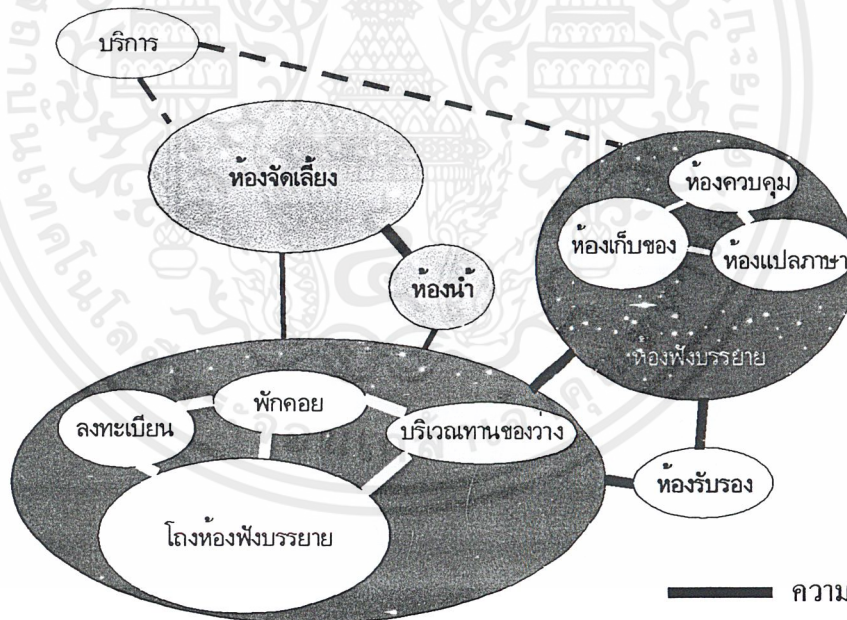 บริการ
ห้องจัดเลี้ยง
ห้องควบคุม
ห้องเก็บของ
ห้องแปลภาษา
ห้องน้ำ
ห้องฟังบรรยาย
พักคอย
ลงทะเบียน
บริเวณทานของว่าง
ห้องรับรอง
โถงห้องฟังบรรยาย
ความ